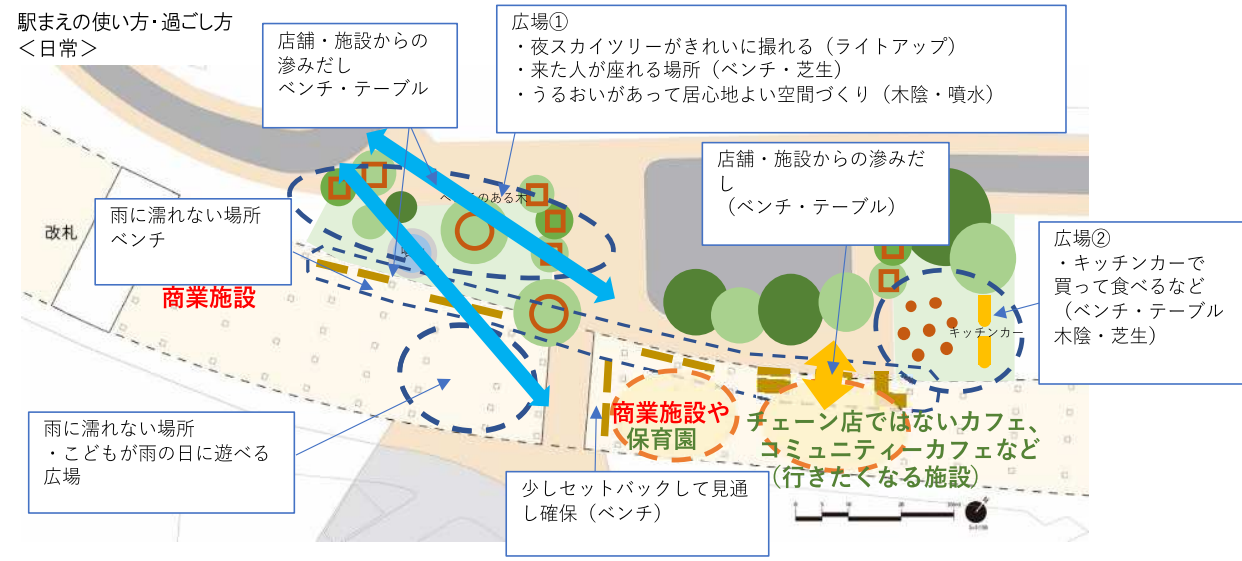 駅まえの使い方・過ごし方
＜日常＞
店舗・施設からの
滲みだし
ベンチ・テーブル
広場①
・夜スカイツリーがきれいに撮れる（ライトアップ）
・来た人が座れる場所（ベンチ・芝生）
・うるおいがあって居心地よい空間づくり（木陰・噴水）
店舗・施設からの滲みだ
し
（ベンチ・テーブル）
雨に濡れない場所
ベンチ
改札
商業施設
のある木
広場②
・キッチンカーで
買って食べるなど
（ベンチ・テーブル
木陰・芝生）
キッチンカー
商業施設や
保育園
チェーン店ではないカフェ、
コミュニティーカフェなど
（行きたくなる施設）
雨に濡れない場所
・こどもが雨の日に遊べる
広場
少しセットバックして見通
し確保（ベンチ）